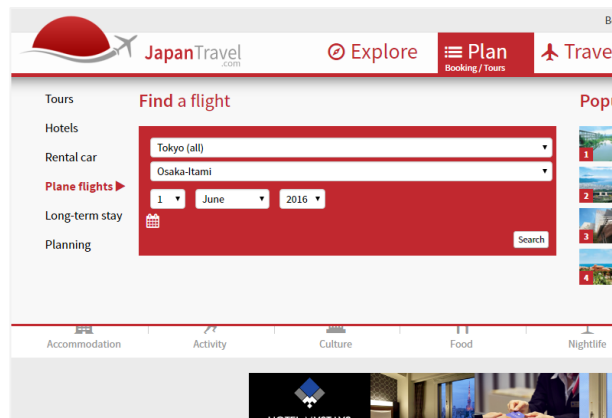 B
JapanTravel
.com
Explore
Plan
Booking / Tours
Trave
Tours
Hotels
Rental car
Plane flights
Long-term stay
Planning
Find a flight
Tokyo (all)
Osaka-Itami
1 June 2016
Search
Popu
1
2
3
4
Accommodation
Activity
Culture
Food
Nightlife